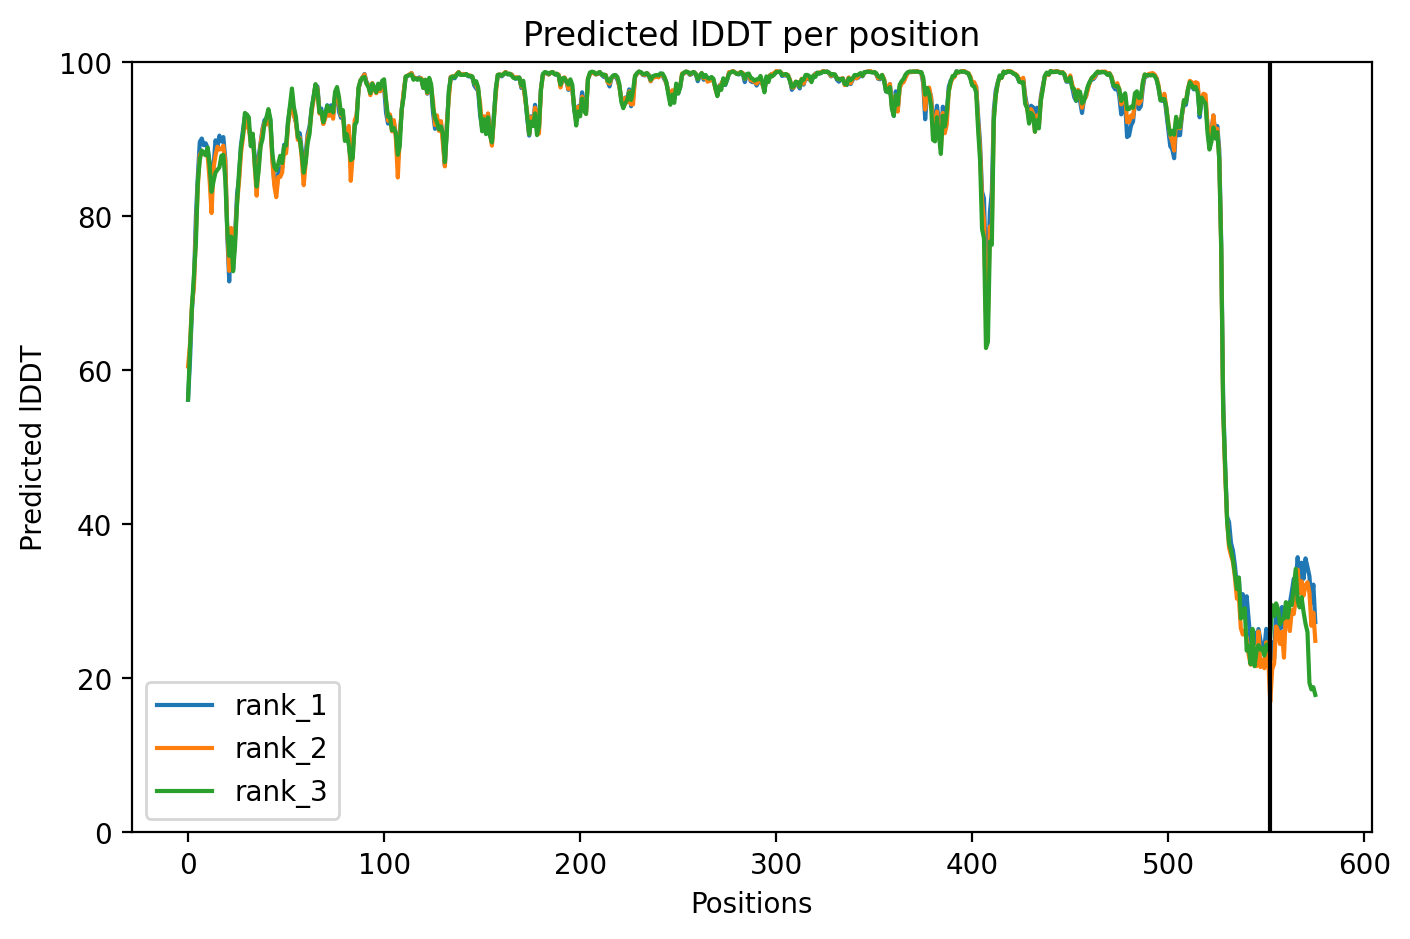 Predicted lDDT per position
100
80
60
40
20
0
Predicted lDDT
rank_1
rank_2
rank_3
0 100 200 300 400 500 600
Positions